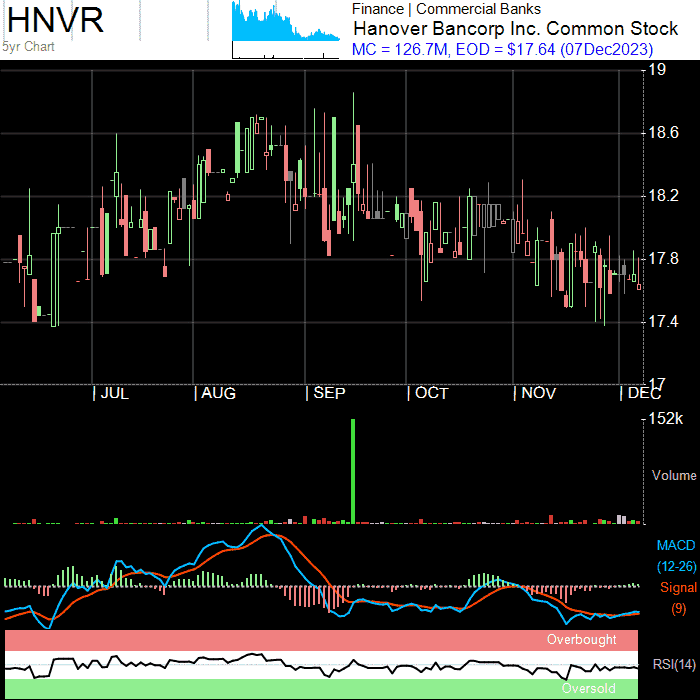 HNVR
5yr Chart
Finance | Commercial Banks
Hanover Bancorp Inc. Common Stock
MC = 126.7M, EOD = $17.64 (07Dec2023)
19
18.6
18.2
17.8
17.4
17
JUL AUG SEP OCT NOV DEC
152k
Volume
MACD
(12-26)
Signal
(9)
Overbought
RSI(14)
Oversold